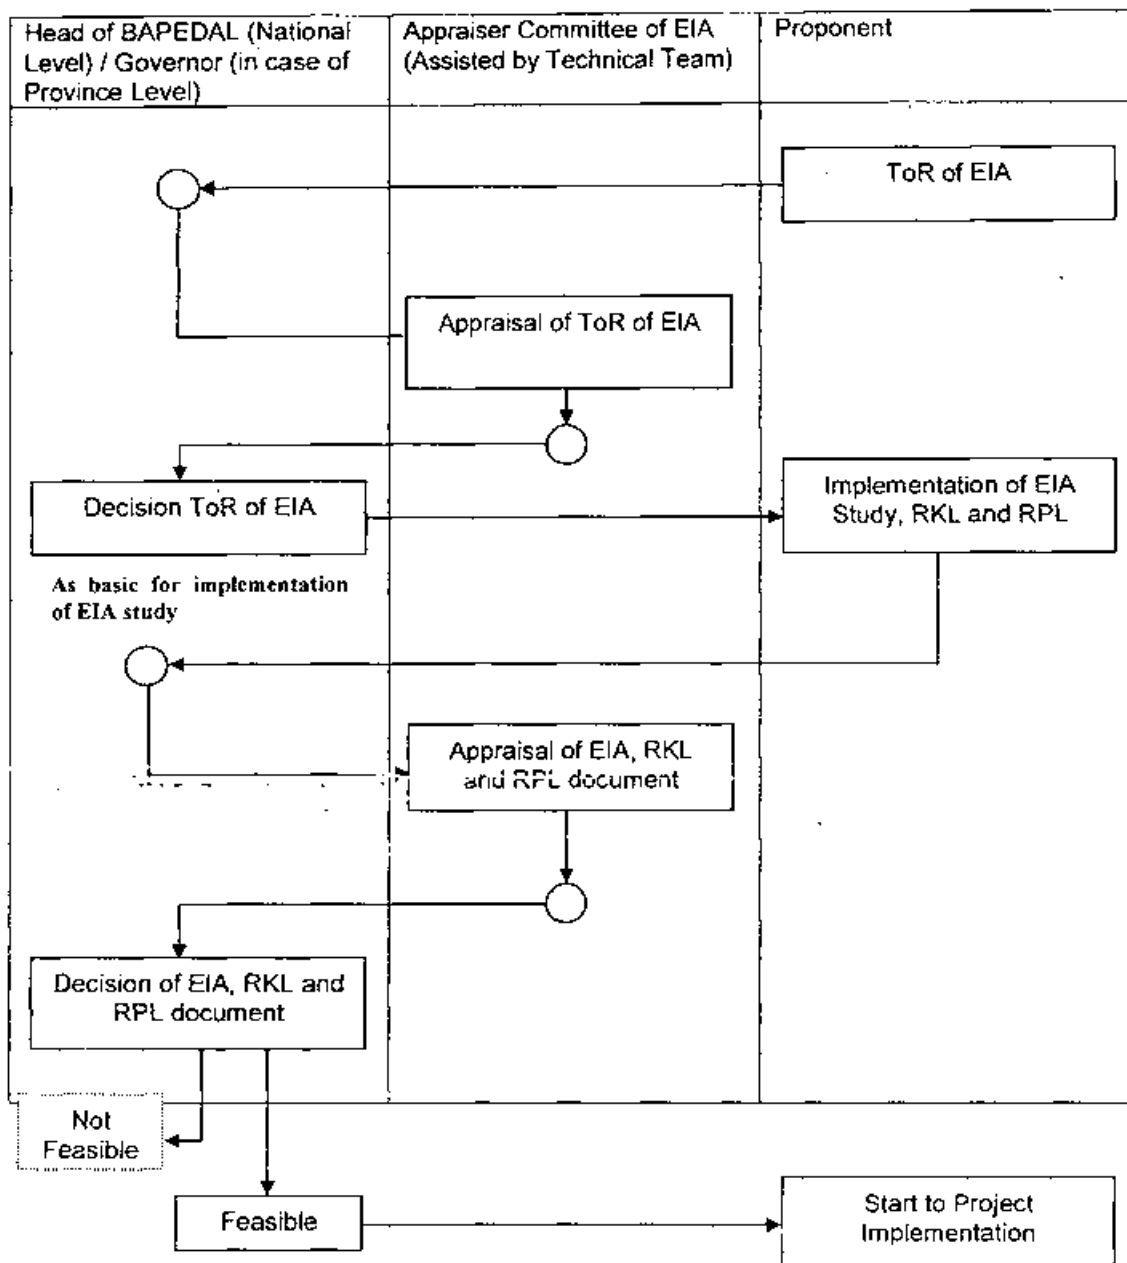 Head of BAPEDAL (National
Level) / Governor (in case of
Province Level)
Appraiser Committee of EIA
(Assisted by Technical Team)
Proponent
ToR of EIA
Appraisal of ToR of EIA
Decision ToR of EIA
Implementation of EIA
Study, RKL and RPL
As basic for implementation
of EIA study
Appraisal of EIA, RKL
and RPL document
Decision of EIA, RKL and
RPL document
Not
Feasible
Feasible
Start to Project
Implementation